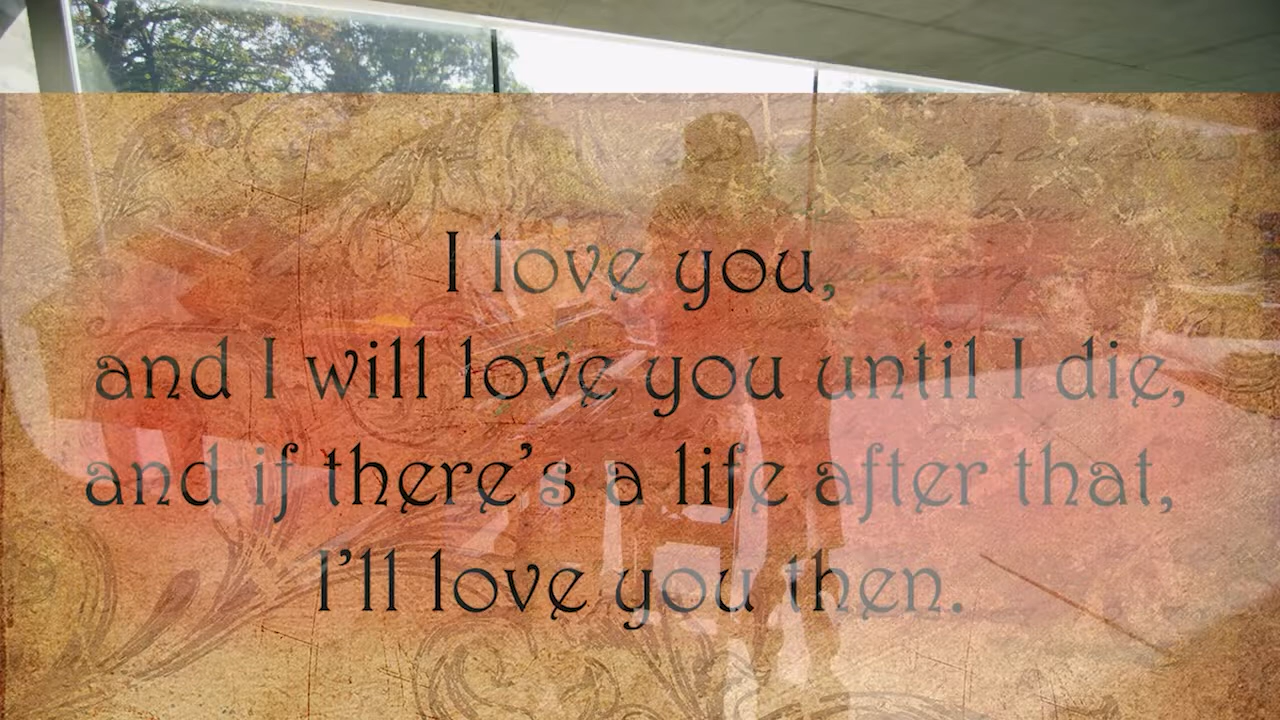 I love you,
and I will love you until I die,
and if there's a life after that,
I'll love you then.